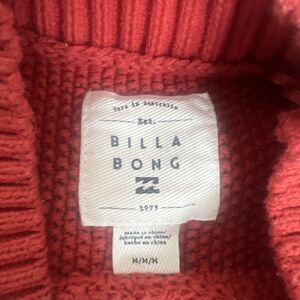 Born in Australia
Est.
BILLA
BONG
1973
made in china/
fabriqué en chine/
hecho en china
M/M/M